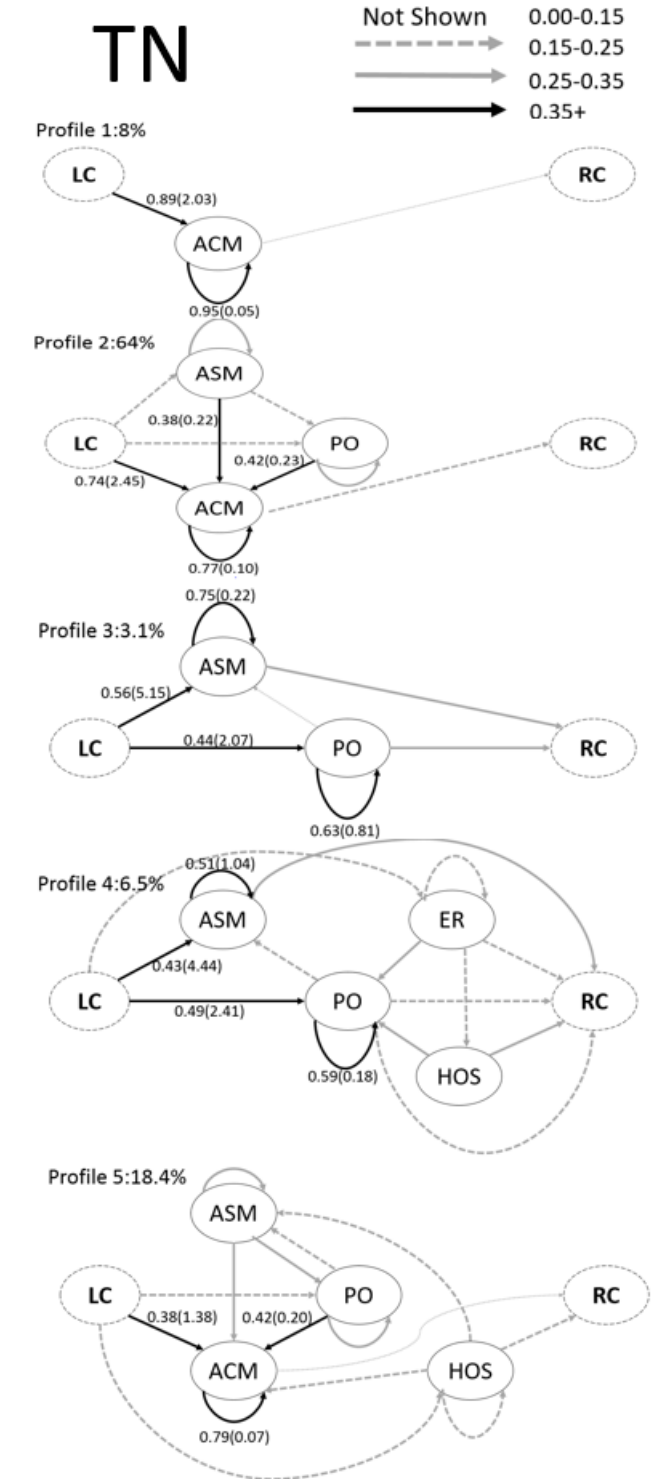 TN
Not Shown 0.00-0.15
0.15-0.25
0.25-0.35
0.35+
Profile 1:8%
LC
RC
0.89(2.03)
ACM
0.95(0.05)
Profile 2:64%
ASM
0.38(0.22)
LC
PO
RC
0.42(0.23)
0.74(2.45)
ACM
0.77(0.10)
0.75(0.22)
Profile 3:3.1%
ASM
0.56(5.15)
LC
0.44(2.07)
PO
RC
0.63(0.81)
0.51(1.04)
Profile 4:6.5%
ASM
ER
0.43(4.44)
LC
PO
RC
0.49(2.41)
0.59(0.18)
HOS
Profile 5:18.4%
ASM
LC
PO
RC
0.38(1.38)
0.42(0.20)
ACM
HOS
0.79(0.07)